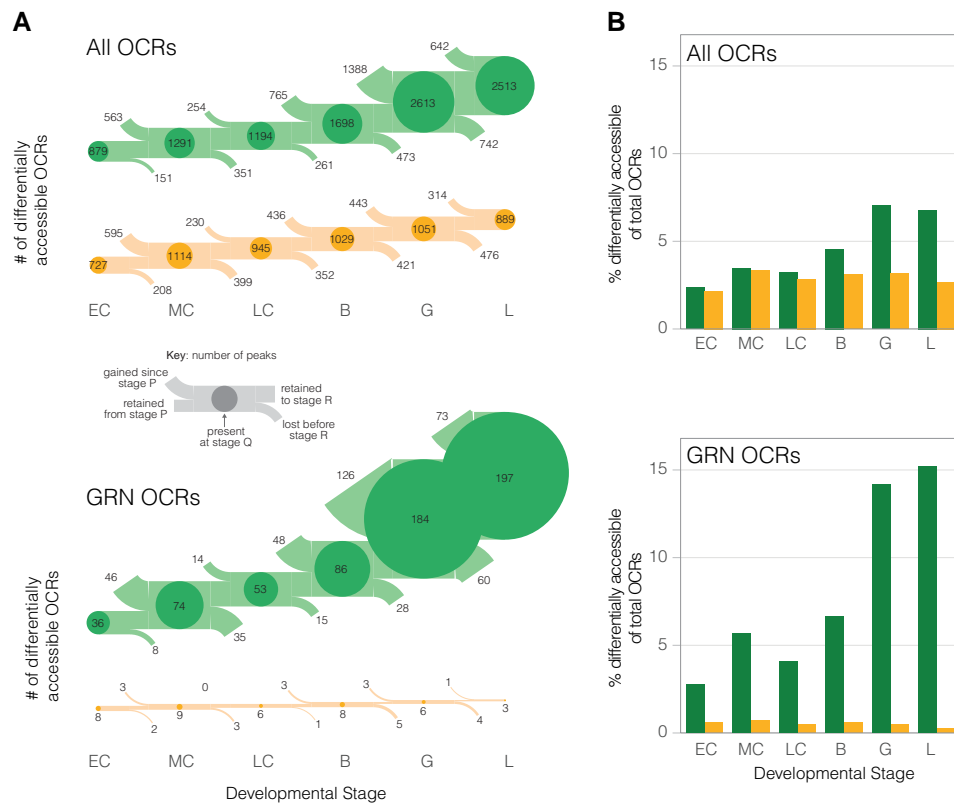 A
All OCRs
# of differentially
accessible OCRs
563
254
765
1388
642
879
1291
1194
1698
2613
2513
151
351
261
473
742
595
230
436
443
314
727
1114
945
1029
1051
889
208
399
352
421
476
EC MC LC B G L
Key: number of peaks
gained since
stage P
retained
from stage P
present
at stage Q
retained
to stage R
lost before
stage R
GRN OCRs
# of differentially
accessible OCRs
46
14
48
126
73
36
74
53
86
184
197
8
35
15
28
60
3
0
3
3
1
8
9
6
8
6
3
2
3
1
5
4
EC MC LC B G L
Developmental Stage
B
All OCRs
% differentially accessible
of total OCRs
15
10
5
0
EC MC LC B G L
GRN OCRs
% differentially accessible
of total OCRs
15
10
5
0
EC MC LC B G L
Developmental Stage